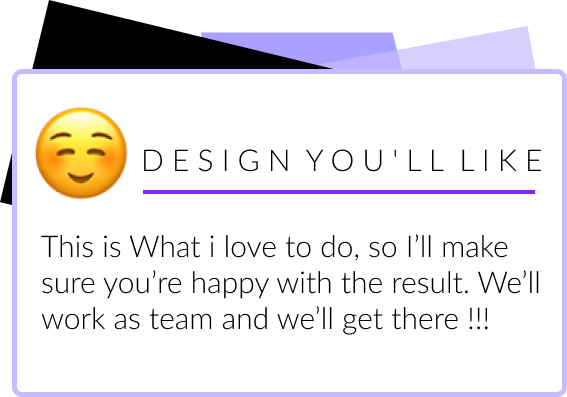 DESIGN YOU'LL LIKE
This is What i love to do, so I’ll make
sure you’re happy with the result. We’ll
work as team and we’ll get there !!!